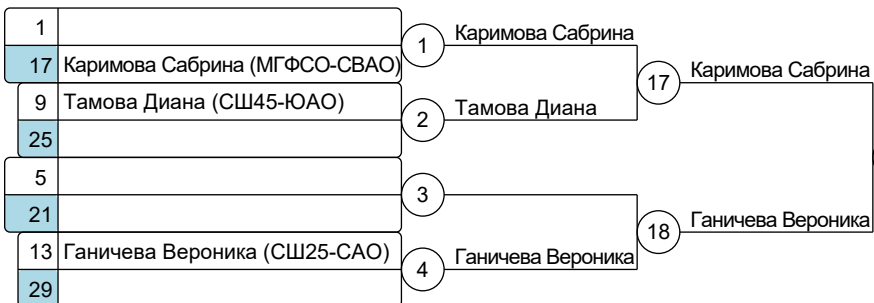 1
17 Каримова Сабрина (МГФСО-СВАО)
1 Каримова Сабрина
9 Тамова Диана (СШ45-ЮАО)
25
2 Тамова Диана
17 Каримова Сабрина
5
21
3
13 Ганичева Вероника (СШ25-САО)
29
4 Ганичева Вероника
18 Ганичева Вероника